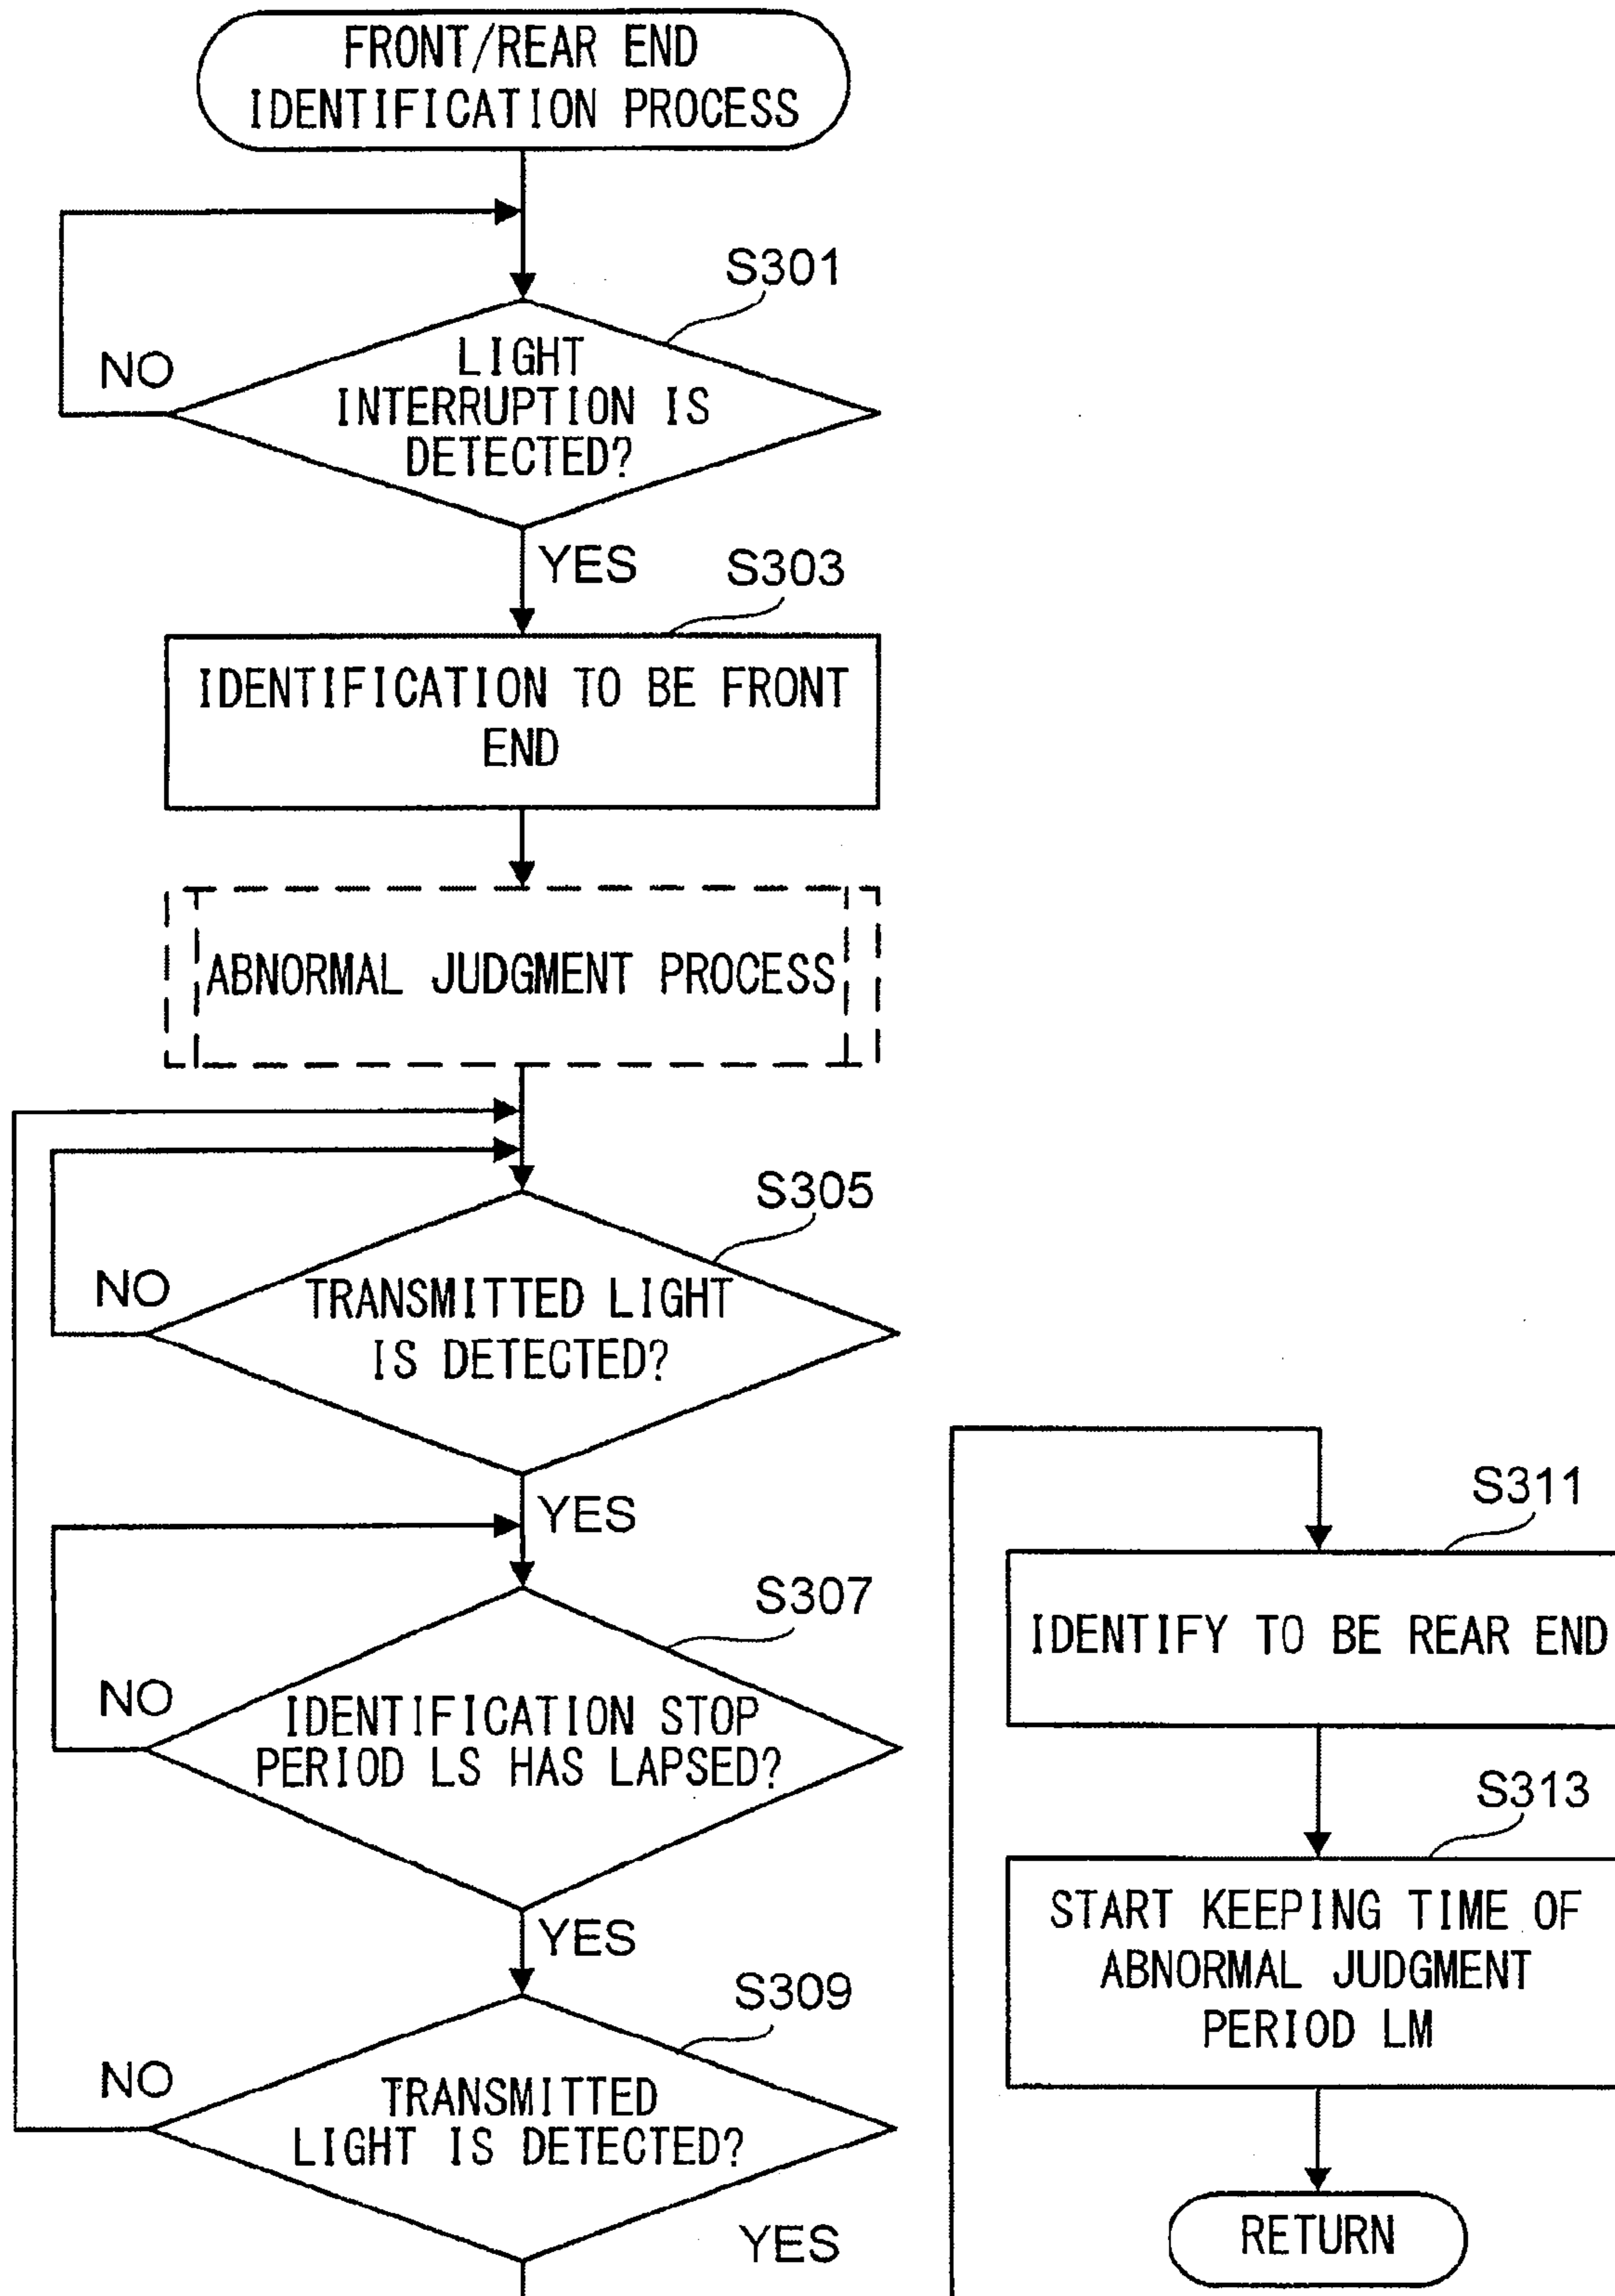 FRONT/REAR END
IDENTIFICATION PROCESS
S301
NO
LIGHT
INTERRUPTION IS
DETECTED?
YES
S303
IDENTIFICATION TO BE FRONT
END
ABNORMAL JUDGMENT PROCESS
S305
NO
TRANSMITTED LIGHT
IS DETECTED?
YES
S307
NO
IDENTIFICATION STOP
PERIOD LS HAS LAPSED?
YES
S309
NO
TRANSMITTED
LIGHT IS DETECTED?
YES
S311
IDENTIFY TO BE REAR END
S313
START KEEPING TIME OF
ABNORMAL JUDGMENT
PERIOD LM
RETURN